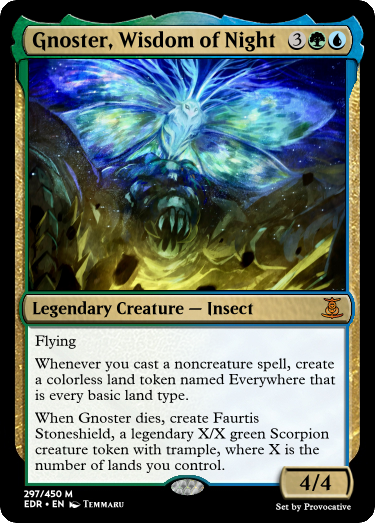 Gnoster, Wisdom of Night 3
Legendary Creature — Insect
Flying
Whenever you cast a noncreature spell, create
a colorless land token named Everywhere that
is every basic land type.
When Gnoster dies, create Faurtis
Stoneshield, a legendary X/X green Scorpion
creature token with trample, where X is the
number of lands you control.
4/4
297/450 M
EDR • EN Temmaru
Set by Provocative